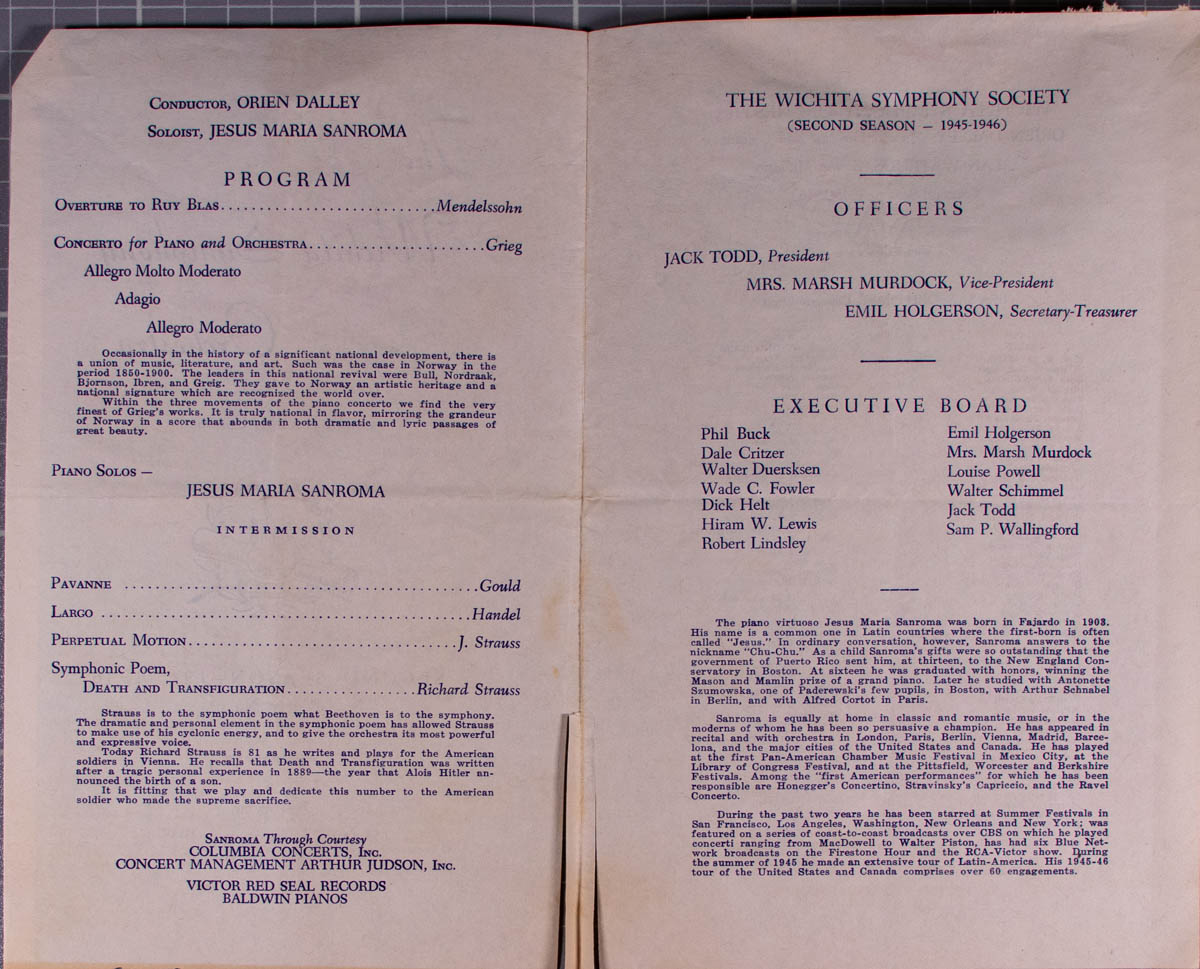 CONDUCTOR, ORIEN DALLEY
SOLOIST, JESUS MARIA SANROMA
PROGRAM
OVERTURE TO RUY BLAS..........................Mendelssohn
CONCERTO for PIANO and ORCHESTRA......................Grieg
Allegro Molto Moderato
Adagio
Allegro Moderato
Occasionally in the history of a significant national development, there is
a union of music, literature, and art. Such was the case in Norway in the
period 1850-1900. The leaders in this national revival were Bull, Nordraak,
Bjornson, Ibren, and Greig. They gave to Norway an artistic heritage and a
national signature which are recognized the world over.
Within the three movements of the piano concerto we find the very
finest of Grieg's works. It is truly national in flavor, mirroring the grandeur
of Norway in a score that abounds in both dramatic and lyric passages of
great beauty.
PIANO SOLOS —
JESUS MARIA SANROMA
INTERMISSION
PAVANNE ............................................Gould
LARGO ..............................................Handel
PERPETUAL MOTION.................................J. Strauss
Symphonic Poem,
DEATH AND TRANSFIGURATION................Richard Strauss
Strauss is to the symphonic poem what Beethoven is to the symphony.
The dramatic and personal element in the symphonic poem has allowed Strauss
to make use of his cyclonic energy, and to give the orchestra its most powerful
and expressive voice.
Today Richard Strauss is 81 as he writes and plays for the American
soldiers in Vienna. He recalls that Death and Transfiguration was written
after a tragic personal experience in 1889—the year that Alois Hitler an-
nounced the birth of a son.
It is fitting that we play and dedicate this number to the American
soldier who made the supreme sacrifice.
SANROMA Through Courtesy
COLUMBIA CONCERTS, INC.
CONCERT MANAGEMENT ARTHUR JUDSON, INC.
VICTOR RED SEAL RECORDS
BALDWIN PIANOS
THE WICHITA SYMPHONY SOCIETY
(SECOND SEASON — 1945-1946)
OFFICERS
JACK TODD, President
MRS. MARSH MURDOCK, Vice-President
EMIL HOLGERSON, Secretary-Treasurer
EXECUTIVE BOARD
Phil Buck
Dale Critzer
Walter Duersksen
Wade C. Fowler
Dick Helt
Hiram W. Lewis
Robert Lindsley
Emil Holgerson
Mrs. Marsh Murdock
Louise Powell
Walter Schimmel
Jack Todd
Sam P. Wallingford
The piano virtuoso Jesus Maria Sanroma was born in Fajardo in 1903.
His name is a common one in Latin countries where the first-born is often
called "Jesus." In ordinary conversation, however, Sanroma answers to the
nickname "Chu-Chu." As a child Sanroma's gifts were so outstanding that the
government of Puerto Rico sent him, at thirteen, to the New England Con-
servatory in Boston. At sixteen he was graduated with honors, winning the
Mason and Mamlin prize of a grand piano. Later he studied with Antonette
Szumowska, one of Paderewski's few pupils, in Boston, with Arthur Schnabel
in Berlin, and with Alfred Cortot in Paris.
Sanroma is equally at home in classic and romantic music, or in the
moderns of whom he has been so persuasive a champion. He has appeared in
recital and with orchestra in London, Paris, Berlin, Vienna, Madrid, Barce-
lona, and the major cities of the United States and Canada. He has played
at the first Pan-American Chamber Music Festival in Mexico City, at the
Library of Congress Festival, and at the Pittsfield, Worcester and Berkshire
Festivals. Among the "first American performances" for which he has been
responsible are Honegger's Concertino, Stravinsky's Capriccio, and the Ravel
Concerto.
During the past two years he has been starred at Summer Festivals in
San Francisco, Los Angeles, Washington, New Orleans and New York; was
featured on a series of coast-to-coast broadcasts over CBS on which he played
concerti ranging from MacDowell to Walter Piston, has had six Blue Net-
work broadcasts on the Firestone Hour and the RCA-Victor show. During
the summer of 1945 he made an extensive tour of Latin-America. His 1945-46
tour of the United States and Canada comprises over 60 engagements.